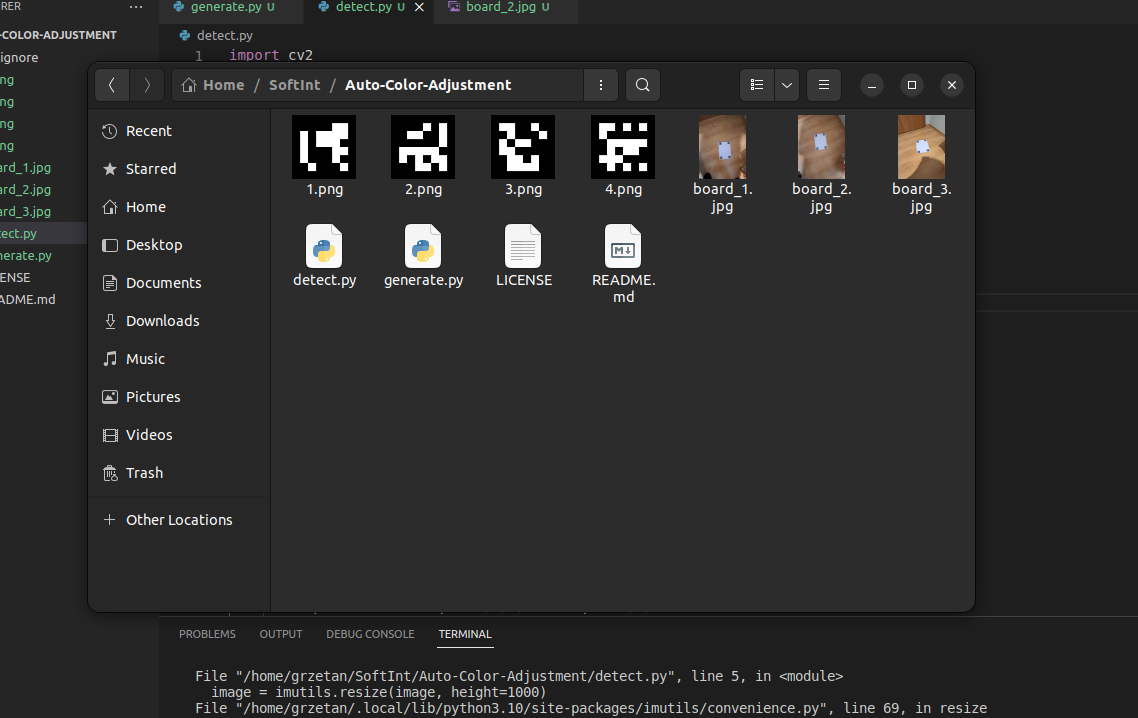 RER ...
generate.py U
detect.py U
board_2.jpg U
-COLOR-ADJUSTMENT
ignore
ng
ng
ng
ng
ard_1.jpg
ard_2.jpg
ard_3.jpg
tect.py
nerate.py
ENSE
ADME.md
detect.py
1 import cv2
Home / SoftInt / Auto-Color-Adjustment
Recent
Starred
Home
Desktop
Documents
Downloads
Music
Pictures
Videos
Trash
Other Locations
1.png
2.png
3.png
4.png
board_1.
jpg
board_2.
jpg
board_3.
jpg
detect.py
generate.py
LICENSE
README.
md
PROBLEMS OUTPUT DEBUG CONSOLE TERMINAL
File "/home/grzetan/SoftInt/Auto-Color-Adjustment/detect.py", line 5, in <module>
image = imutils.resize(image, height=1000)
File "/home/grzetan/.local/lib/python3.10/site-packages/imutils/convenience.py", line 69, in resize